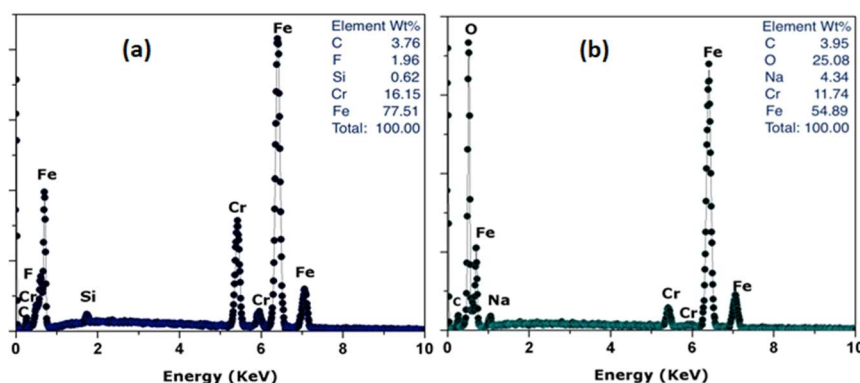 (a)
Element Wt%
C 3.76
F 1.96
Si 0.62
Cr 16.15
Fe 77.51
Total: 100.00
Fe
Fe
Cr
F
Cr
C
Si
Cr
Fe
0 2 4 6 8 10
Energy (KeV)
(b)
Element Wt%
C 3.95
O 25.08
Na 4.34
Cr 11.74
Fe 54.89
Total: 100.00
O
Fe
Fe
c
Na
Cr
Cr
Fe
0 2 4 6 8 10
Energy (KeV)